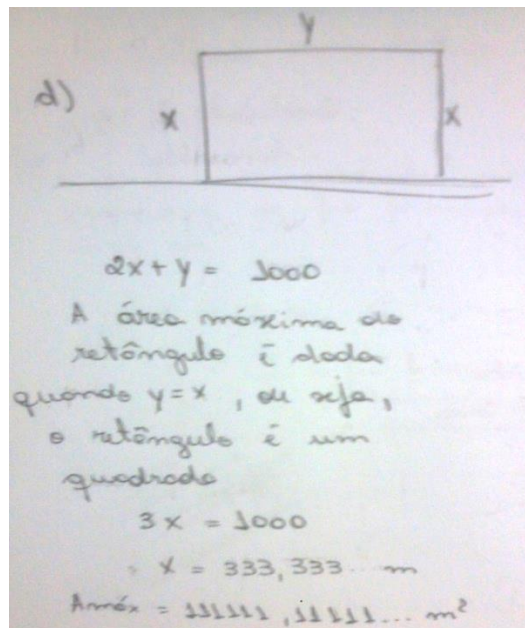 y
d)
x x
2x + y = 1000
A área máxima do
retângulo é dada
quando y = x, ou seja,
o retângulo é um
quadrado
3x = 1000
x = 333,333... m
Amáx = 111111,11111... m²